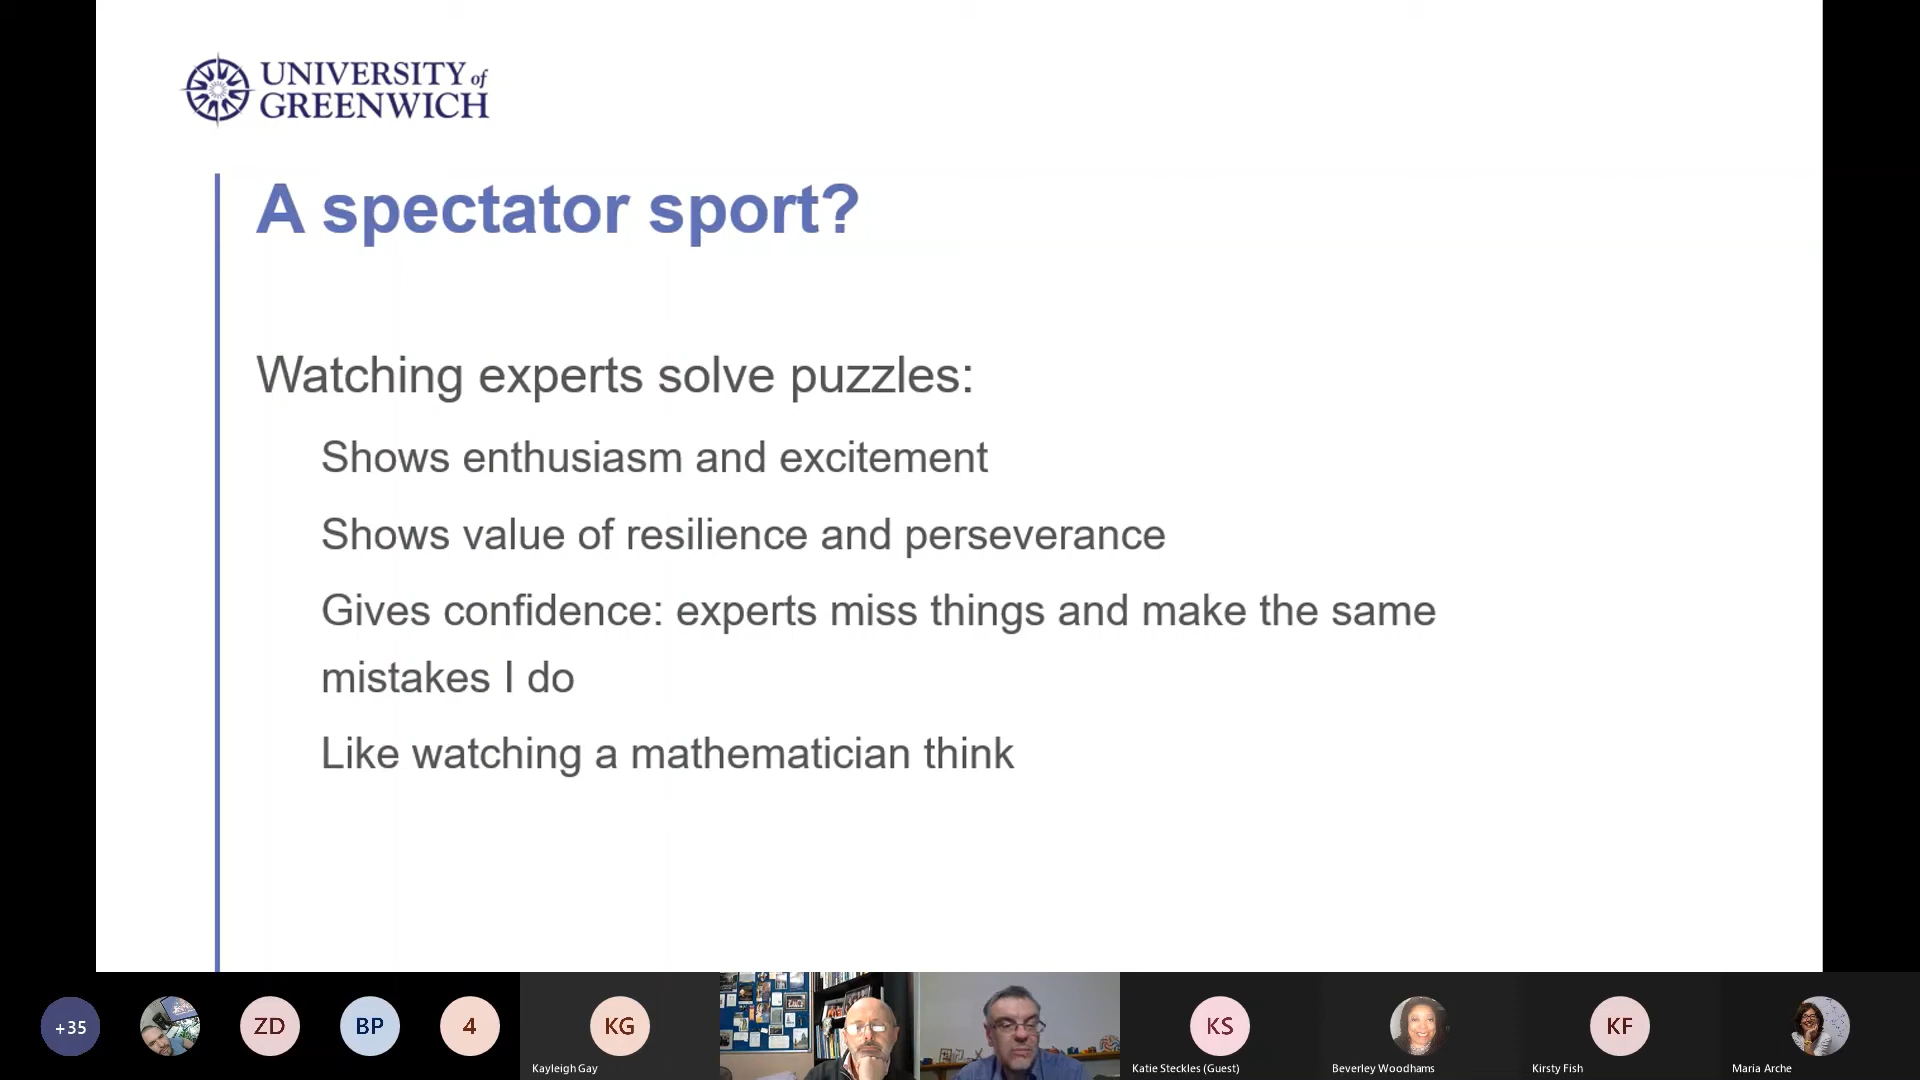 UNIVERSITY of
GREENWICH
A spectator sport?
Watching experts solve puzzles:
Shows enthusiasm and excitement
Shows value of resilience and perseverance
Gives confidence: experts miss things and make the same
mistakes I do
Like watching a mathematician think
+35
ZD
BP
4
KG
KS
KF
Kayleigh Gay
Katie Steckles (Guest)
Beverley Woodhams
Kirsty Fish
Maria Arche